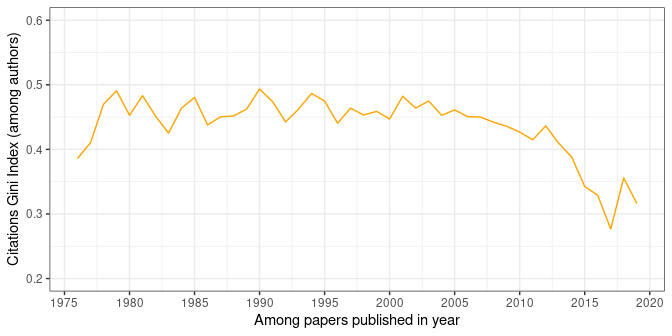 Citations Gini Index (among authors)
0.6
0.5
0.4
0.3
0.2
1975 1980 1985 1990 1995 2000 2005 2010 2015 2020
Among papers published in year